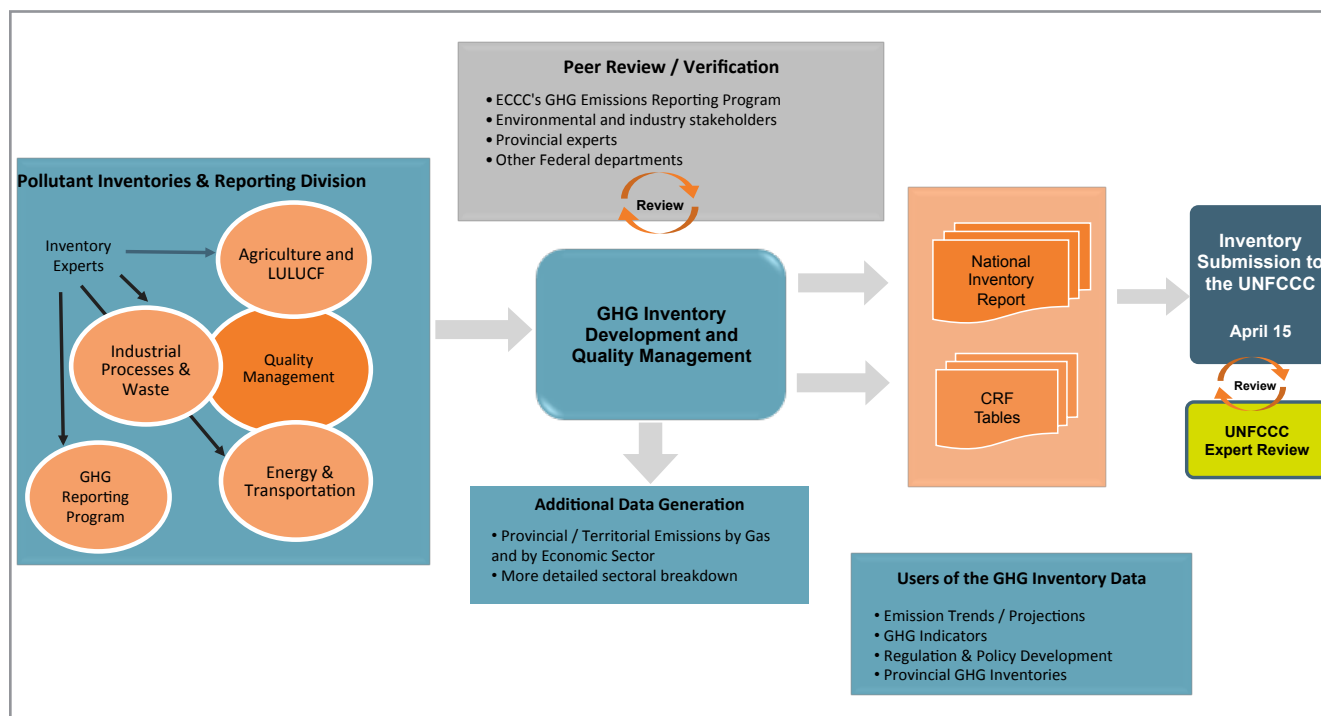 Peer Review / Verification
• ECCC's GHG Emissions Reporting Program
• Environmental and industry stakeholders
• Provincial experts
• Other Federal departments
Review
Pollutant Inventories & Reporting Division
Inventory
Experts
Agriculture and
LULUCF
Industrial
Processes &
Waste
Quality
Management
GHG
Reporting
Program
Energy &
Transportation
GHG Inventory
Development and
Quality Management
National
Inventory
Report
CRF
Tables
Inventory
Submission to
the UNFCCC
April 15
Review
UNFCCC
Expert Review
Additional Data Generation
• Provincial / Territorial Emissions by Gas
and by Economic Sector
• More detailed sectoral breakdown
Users of the GHG Inventory Data
• Emission Trends / Projections
• GHG Indicators
• Regulation & Policy Development
• Provincial GHG Inventories